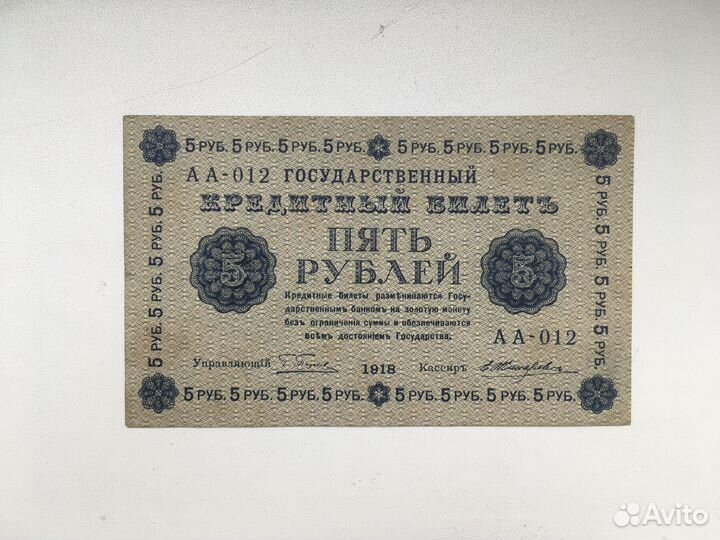 5 РУБ. 5 РУБ. 5 РУБ. 5 РУБ. 5 РУБ. 5 РУБ. 5 РУБ. 5 РУБ.
АА-012 ГОСУДАРСТВЕННЫЙ
КРЕДИТНЫЙ БИЛЕТЪ
ПЯТЬ
РУБЛЕЙ
5
5
Кредитные билеты размѣниваются Госу-
дарственнымъ банкомъ на золотую монету
безъ ограниченія суммы и обезпечиваются
всѣмъ достояніемъ Государства.
АА-012
Управляющій
1918
Кассиръ
5 РУБ. 5 РУБ. 5 РУБ. 5 РУБ. 5 РУБ. 5 РУБ. 5 РУБ. 5 РУБ.
5 РУБ. 5 РУБ. 5 РУБ. 5 РУБ.
5 РУБ. 5 РУБ. 5 РУБ. 5 РУБ.
Avito